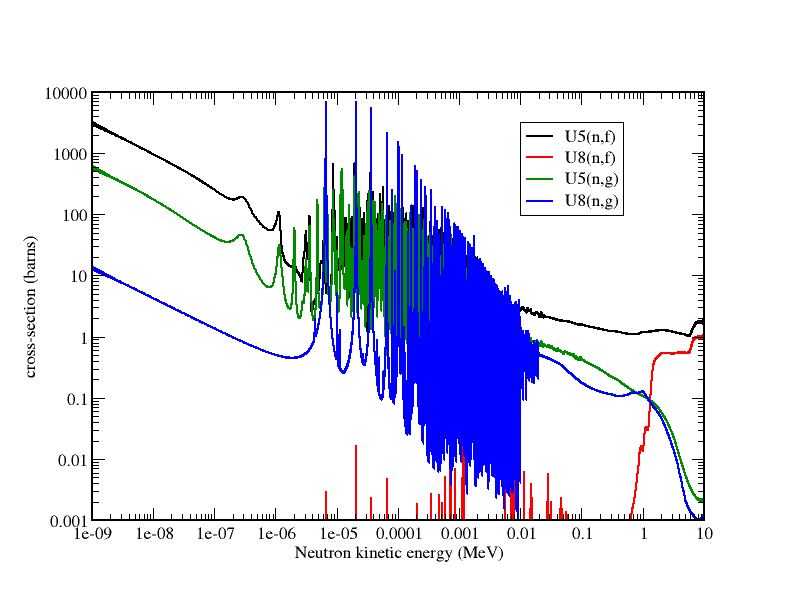 10000
1000
100
10
1
0.1
0.01
0.001
cross-section (barns)
U5(n,f)
U8(n,f)
U5(n,g)
U8(n,g)
1e-09 1e-08 1e-07 1e-06 1e-05 0.0001 0.001 0.01 0.1 1 10
Neutron kinetic energy (MeV)